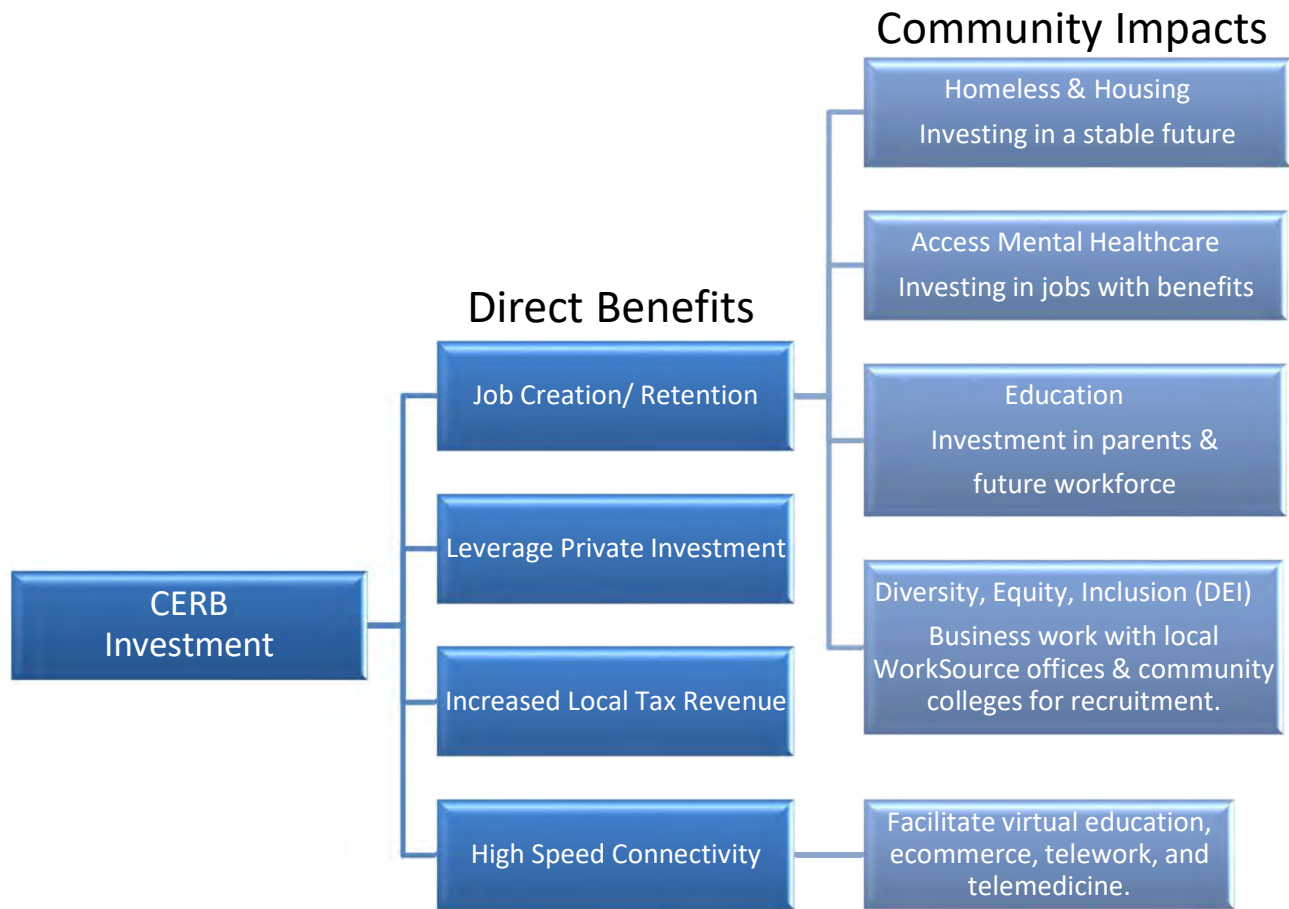 Community Impacts
Homeless & Housing
Investing in a stable future
Access Mental Healthcare
Investing in jobs with benefits
Direct Benefits
Job Creation/ Retention
Education
Investment in parents &
future workforce
Leverage Private Investment
CERB
Investment
Diversity, Equity, Inclusion (DEI)
Business work with local
WorkSource offices & community
colleges for recruitment.
Increased Local Tax Revenue
High Speed Connectivity
Facilitate virtual education,
ecommerce, telework, and
telemedicine.